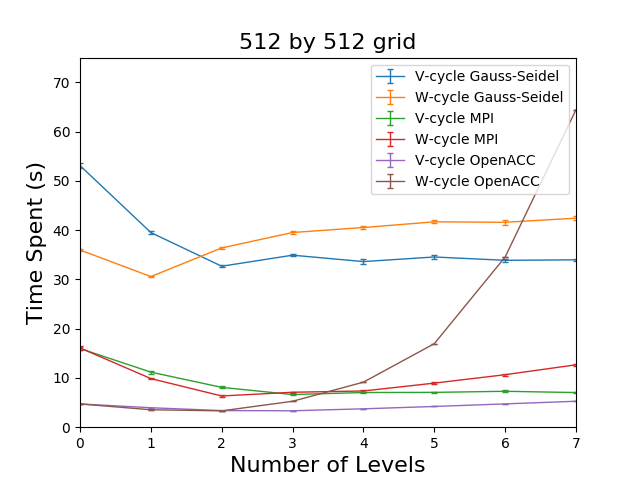 512 by 512 grid
V-cycle Gauss-Seidel
W-cycle Gauss-Seidel
V-cycle MPI
W-cycle MPI
V-cycle OpenACC
W-cycle OpenACC
Time Spent (s)
70
60
50
40
30
20
10
0
0 1 2 3 4 5 6 7
Number of Levels